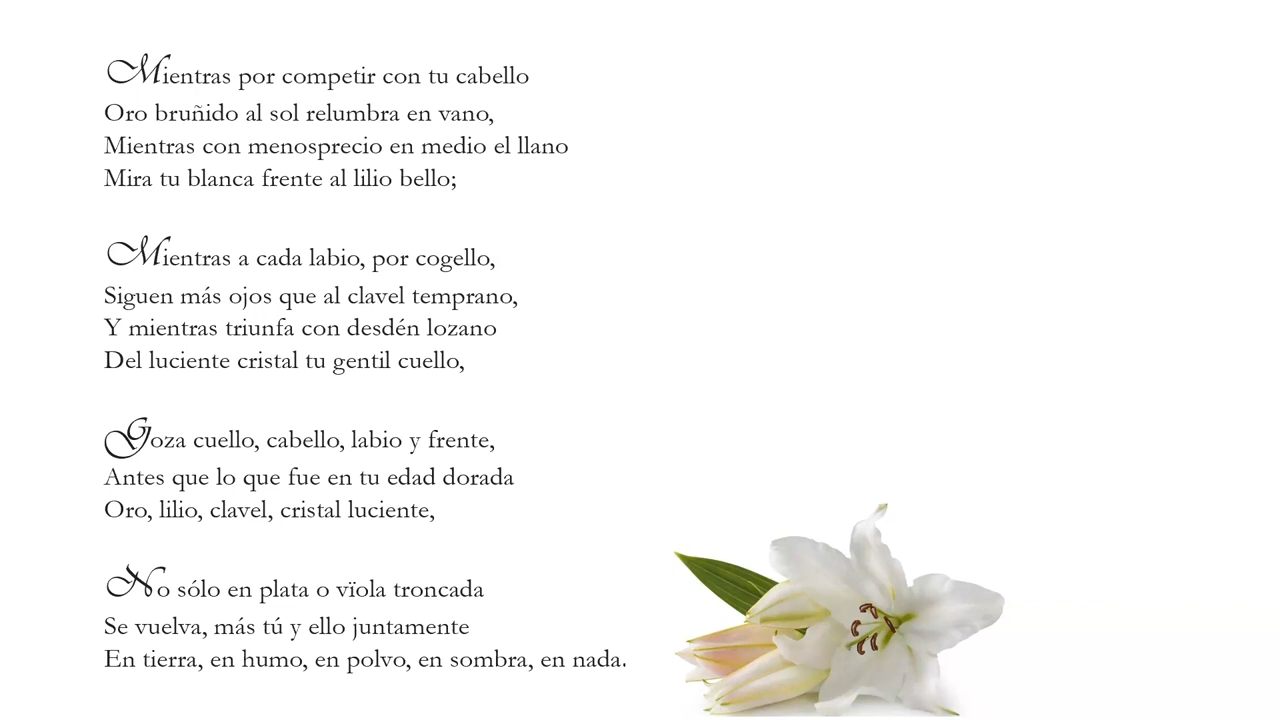 Mientras por competir con tu cabello
Oro bruñido al sol relumbra en vano,
Mientras con menosprecio en medio el llano
Mira tu blanca frente al lilio bello;
Mientras a cada labio, por cogello,
Siguen más ojos que al clavel temprano,
Y mientras triunfa con desdén lozano
Del luciente cristal tu gentil cuello,
Goza cuello, cabello, labio y frente,
Antes que lo que fue en tu edad dorada
Oro, lilio, clavel, cristal luciente,
No sólo en plata o vïola troncada
Se vuelva, más tú y ello juntamente
En tierra, en humo, en polvo, en sombra, en nada.